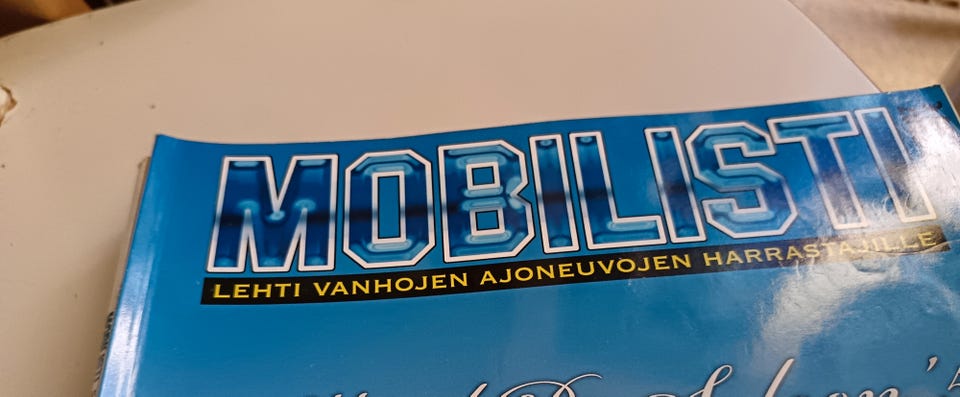 MOBILISTI
LEHTI VANHOJEN AJONEUVOJEN HARRASTAJILLE